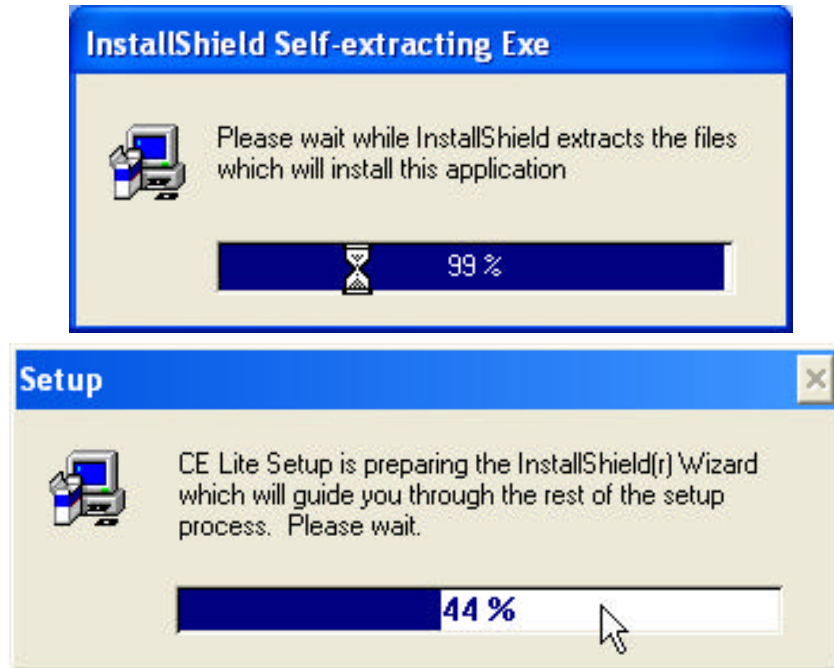 InstallShield Self-extracting Exe
Please wait while InstallShield extracts the files
which will install this application
99 %
Setup
CE Lite Setup is preparing the InstallShield(r) Wizard
which will guide you through the rest of the setup
process.  Please wait.
44 %